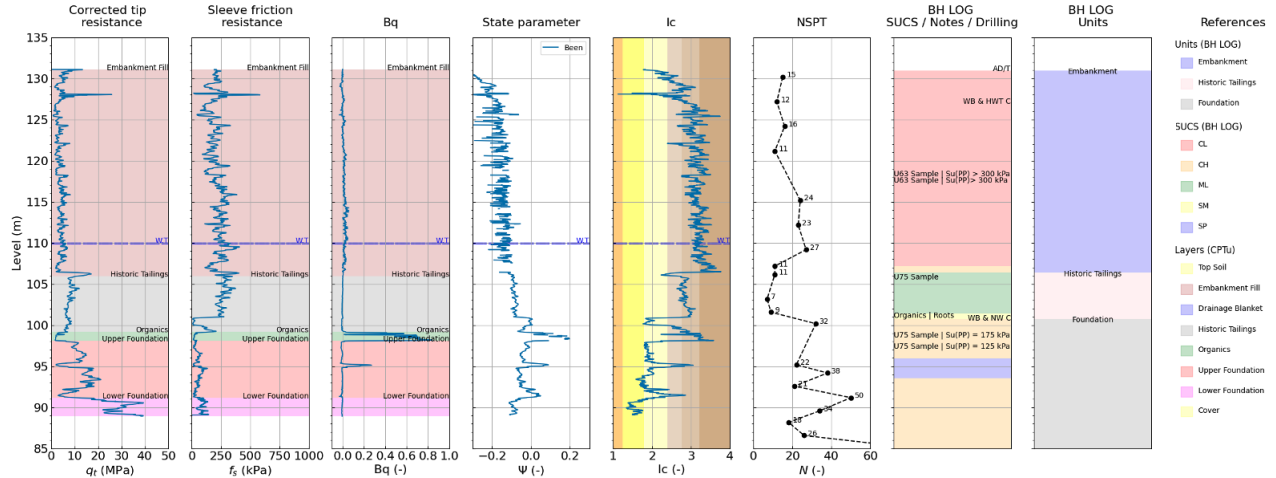 Corrected tip
resistance
Sleeve friction
resistance
Bq
State parameter
Ic
NSPT
BH LOG
SUCS / Notes / Drilling
BH LOG
Units
References
Level (m)
135
130
125
120
115
110
105
100
95
90
85
Embankment Fill
W.T
Historic Tailings
Organics
Upper Foundation
Lower Foundation
0 10 20 30 40 50
qt (MPa)
Embankment Fill
W.T
Historic Tailings
Organics
Upper Foundation
Lower Foundation
0 250 500 750 1000
fs (kPa)
Embankment Fill
W.T
Historic Tailings
Organics
Upper Foundation
Lower Foundation
0.0 0.2 0.4 0.6 0.8 1.0
Bq (-)
Been
W.T
−0.2 0.0 0.2
Ψ (-)
W.T
1 2 3 4
Ic (-)
15
12
16
11
24
23
27
11
11
7
9
32
22
38
21
50
34
18
26
0 20 40 60
N (-)
AD/T
WB & HWT C
U63 Sample | Su(PP) > 300 kPa
U63 Sample | Su(PP)> 300 kPa
U75 Sample
Organics | Roots
WB & NW C
U75 Sample | Su(PP) = 175 kPa
U75 Sample | Su(PP) = 125 kPa
Embankment
Historic Tailings
Foundation
Units (BH LOG)
Embankment
Historic Tailings
Foundation
SUCS (BH LOG)
CL
CH
ML
SM
SP
Layers (CPTu)
Top Soil
Embankment Fill
Drainage Blanket
Historic Tailings
Organics
Upper Foundation
Lower Foundation
Cover